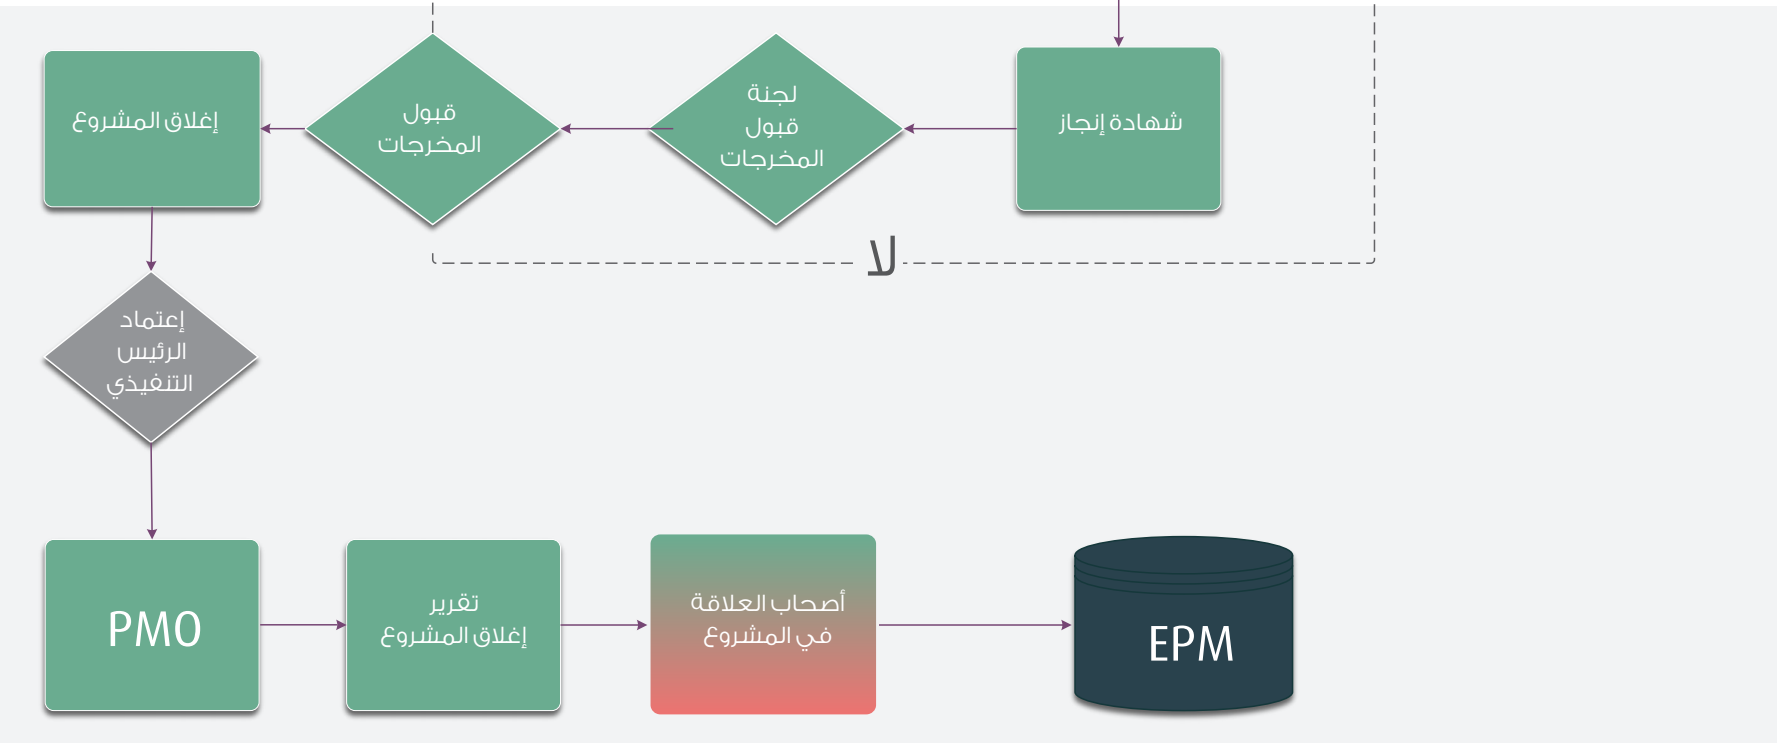 شهادة إنجاز
لجنة
قبول
المخرجات
قبول
المخرجات
إغلاق المشروع
لا
إعتماد
الرئيس
التنفيذي
PMO
تقرير
إغلاق المشروع
أصحاب العلاقة
في المشروع
EPM